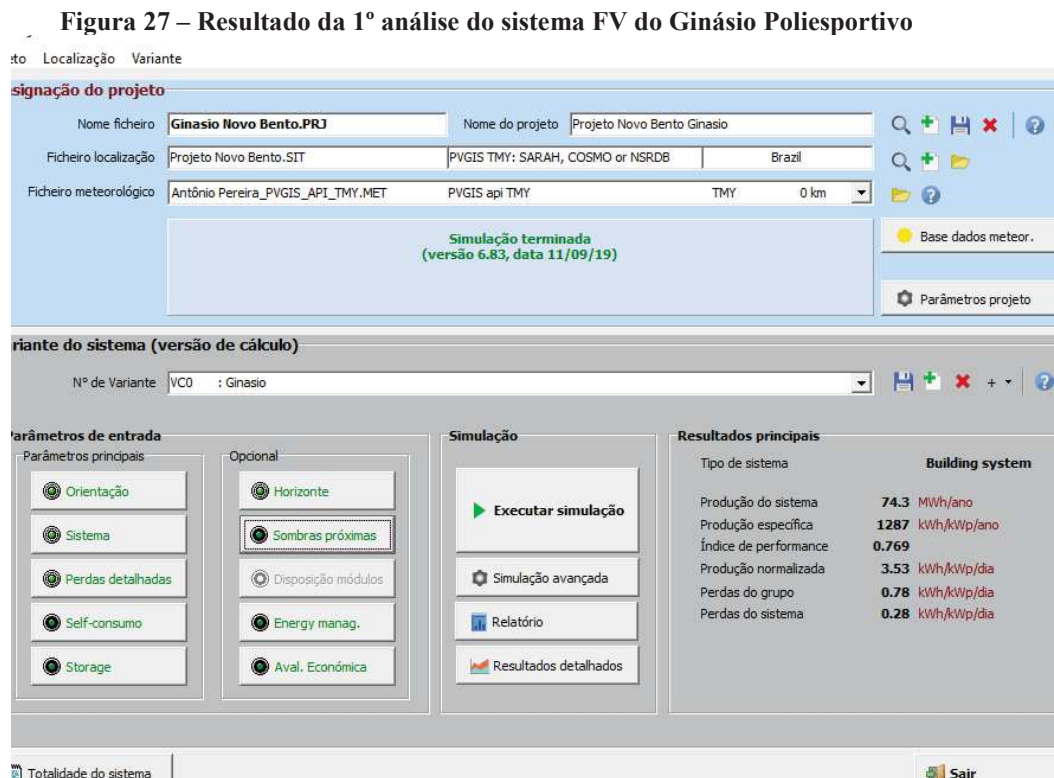 Figura 27 – Resultado da 1º análise do sistema FV do Ginásio Poliesportivo
eto Localização Variante
signação do projeto
Nome ficheiro Ginasio Novo Bento.PRJ Nome do projeto Projeto Novo Bento Ginasio
Ficheiro localização Projeto Novo Bento.SIT PVGIS TMY: SARAH, COSMO or NSRDB Brazil
Ficheiro meteorológico Antônio Pereira_PVGIS_API_TMY.MET PVGIS api TMY TMY 0 km
Simulação terminada
(versão 6.83, data 11/09/19)
Base dados meteor.
Parâmetros projeto
riante do sistema (versão de cálculo)
Nº de Variante VC0 : Ginasio
Parâmetros de entrada
Parâmetros principais
Orientação
Sistema
Perdas detalhadas
Self-consumo
Storage
Opcional
Horizonte
Sombras próximas
Disposição módulos
Energy manag.
Aval. Económica
Simulação
Executar simulação
Simulação avançada
Relatório
Resultados detalhados
Resultados principais
Tipo de sistema Building system
Produção do sistema 74.3 MWh/ano
Produção específica 1287 kWh/kWp/ano
Índice de performance 0.769
Produção normalizada 3.53 kWh/kWp/dia
Perdas do grupo 0.78 kWh/kWp/dia
Perdas do sistema 0.28 kWh/kWp/dia
Totalidade do sistema
Sair